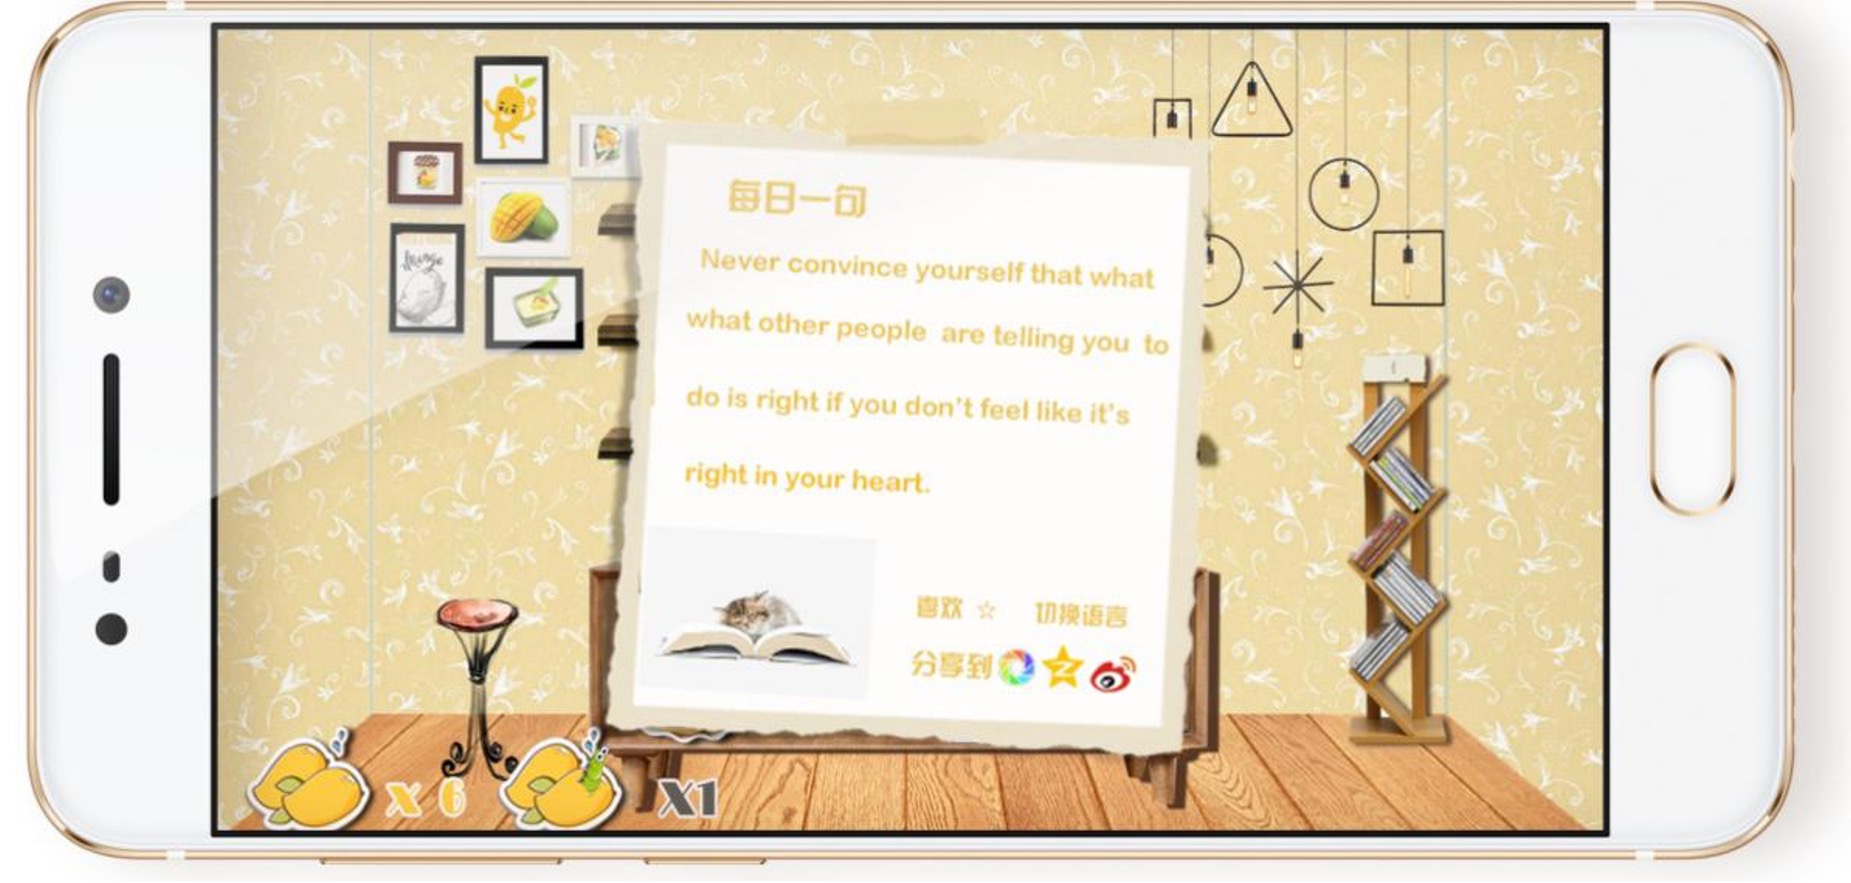 每日一句
Never convince yourself that what
what other people are telling you to
do is right if you don't feel like it's
right in your heart.
喜欢 ☆ 切换语言
分享到
x 6
X1